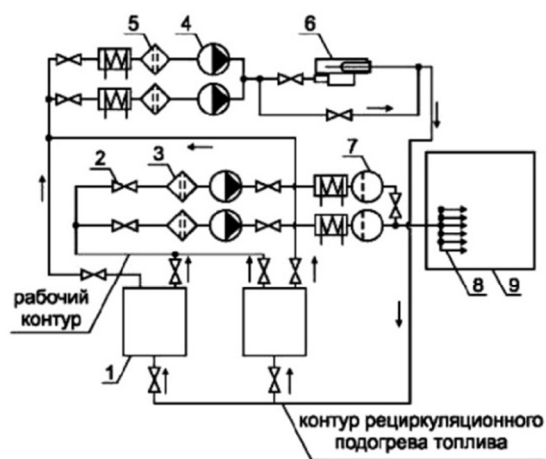 5
4
6
2
3
7
8
9
рабочий
контур
1
контур рециркуляционного
подогрева топлива